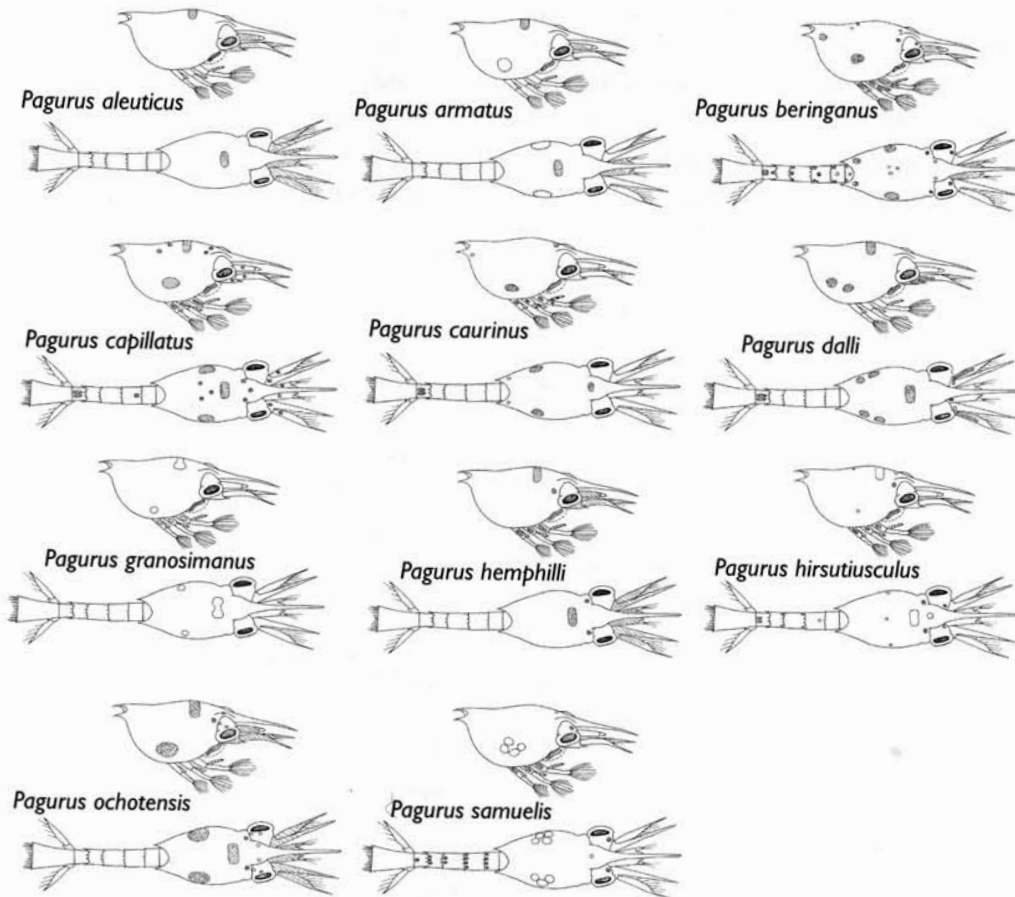 Pagurus aleuticus
Pagurus armatus
Pagurus beringanus
Pagurus capillatus
Pagurus caurinus
Pagurus dalli
Pagurus granosimanus
Pagurus hemphilli
Pagurus hirsutiusculus
Pagurus ochotensis
Pagurus samuelis